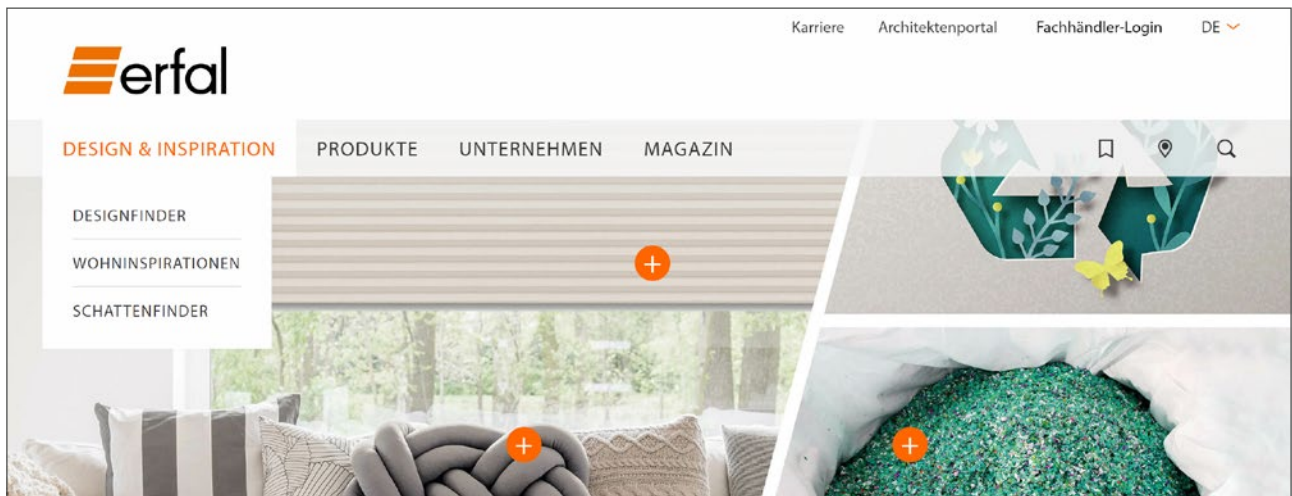 Karriere Architektenportal Fachhändler-Login DE
erfal
DESIGN & INSPIRATION PRODUKTE UNTERNEHMEN MAGAZIN
DESIGNFINDER
WOHNINSPIRATIONEN
SCHATTENFINDER